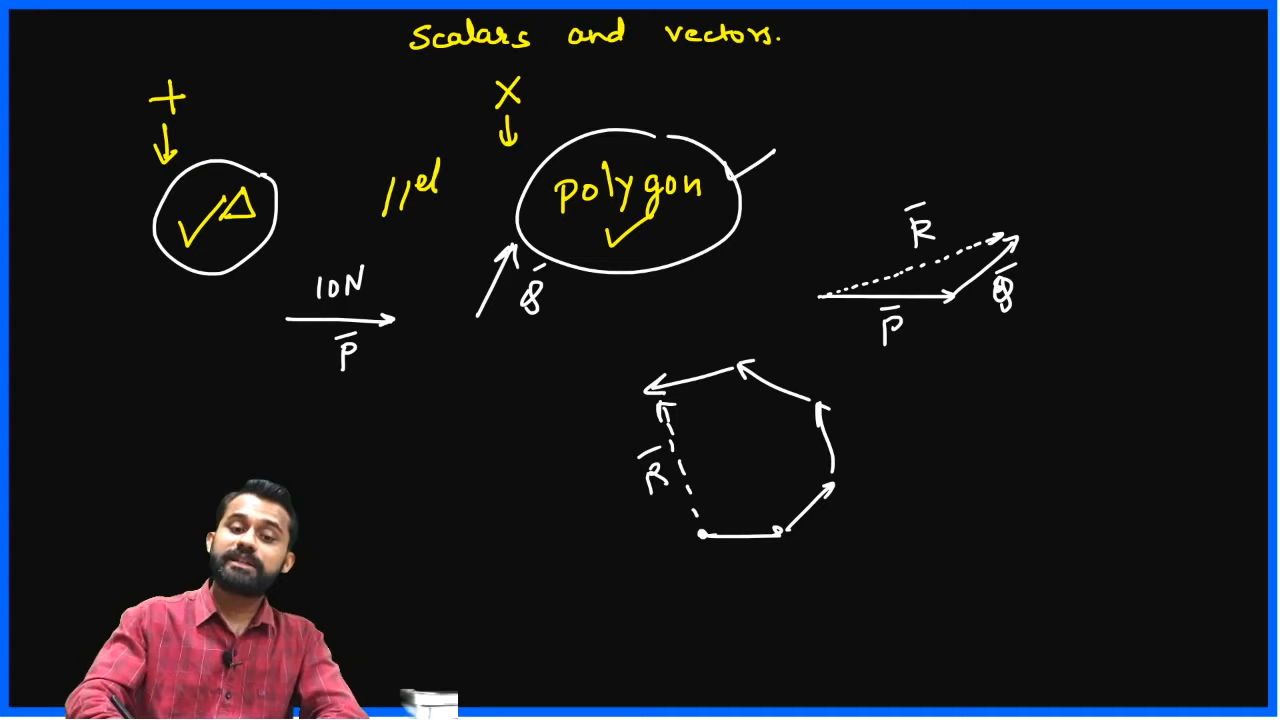 Scalars and vectors.
+ ×
✓△ //el polygon
✓
10N
P̅ Q̅
R̅
P̅ Q̅
R̅